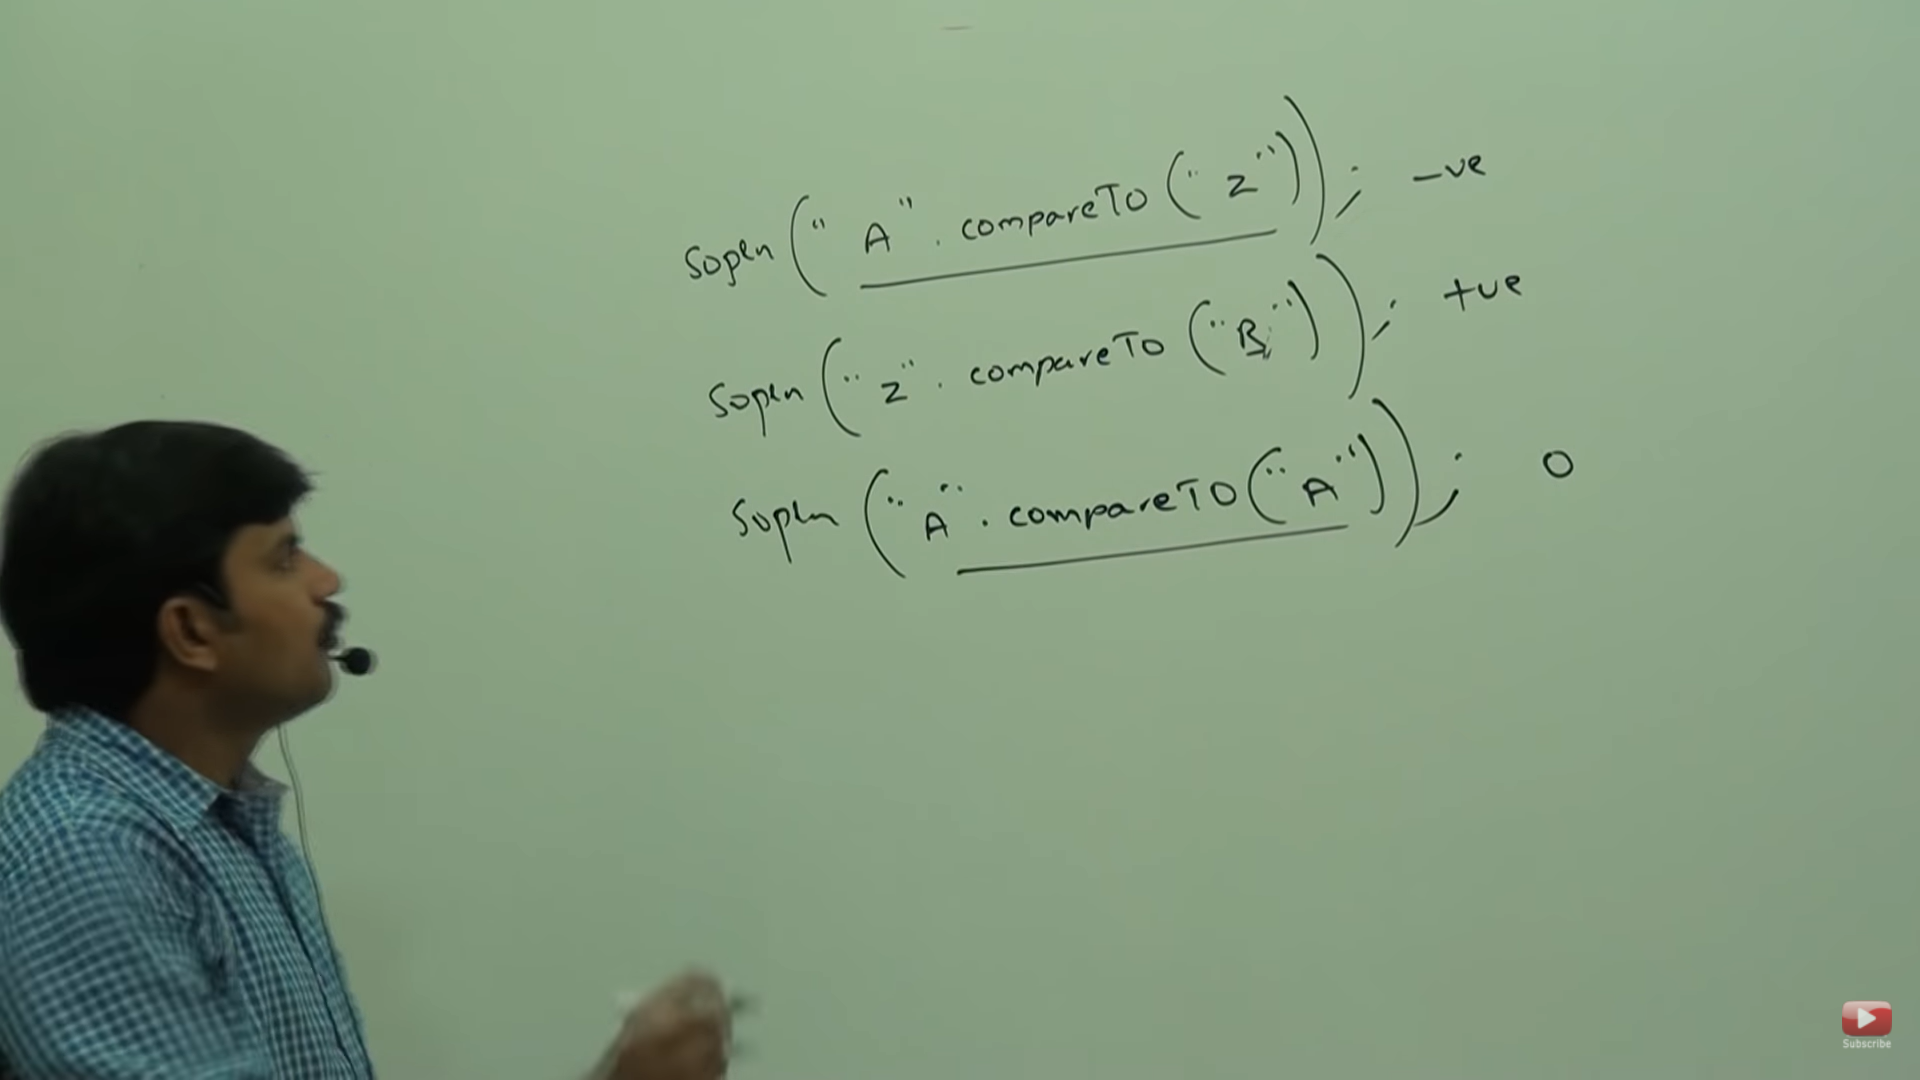 Sopln("A".compareTo("Z")); -ve
Sopln("Z".compareTo("B")); +ve
Sopln("A".compareTo("A")); 0
Subscribe